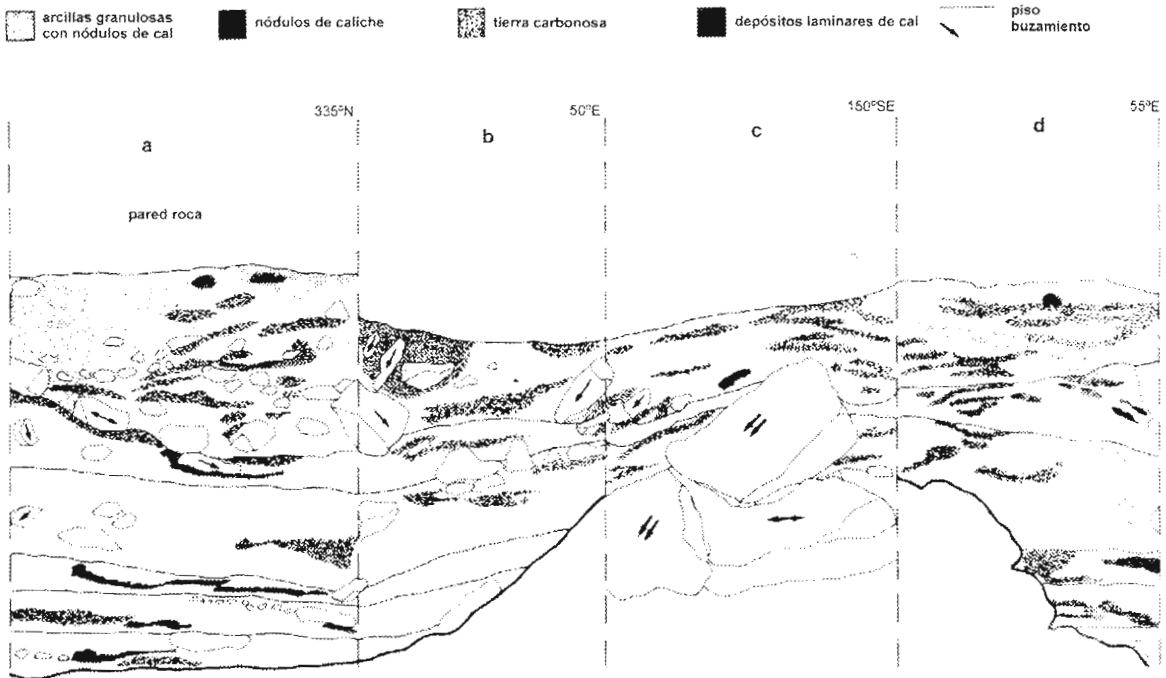 arcillas granulosas
con nódulos de cal
nódulos de caliche
tierra carbonosa
depósitos laminares de cal
piso
buzamiento
335ºN
50ºE
150ºSE
55ºE
a
b
c
d
pared roca